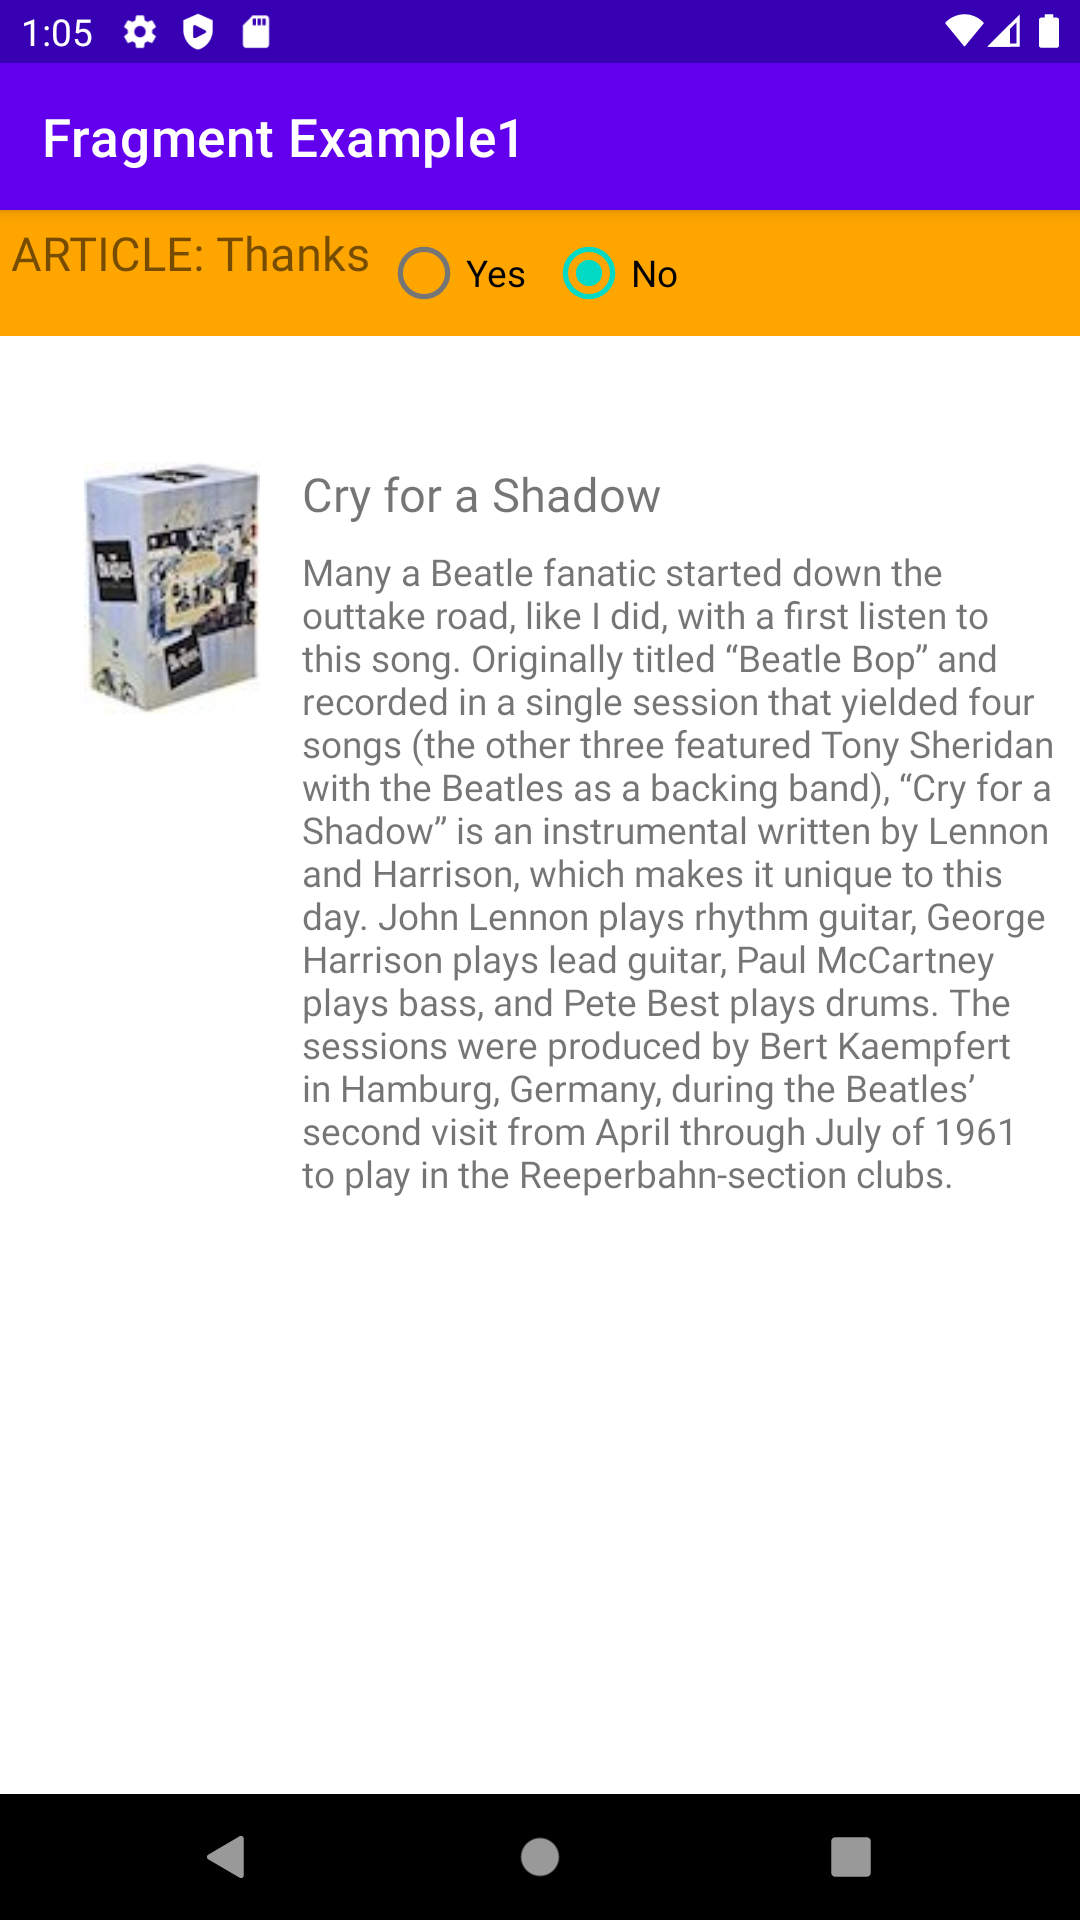 1:05
Fragment Example1
ARTICLE: Thanks Yes No
Cry for a Shadow
Many a Beatle fanatic started down the
outtake road, like I did, with a first listen to
this song. Originally titled “Beatle Bop” and
recorded in a single session that yielded four
songs (the other three featured Tony Sheridan
with the Beatles as a backing band), “Cry for a
Shadow” is an instrumental written by Lennon
and Harrison, which makes it unique to this
day. John Lennon plays rhythm guitar, George
Harrison plays lead guitar, Paul McCartney
plays bass, and Pete Best plays drums. The
sessions were produced by Bert Kaempfert
in Hamburg, Germany, during the Beatles’
second visit from April through July of 1961
to play in the Reeperbahn-section clubs.